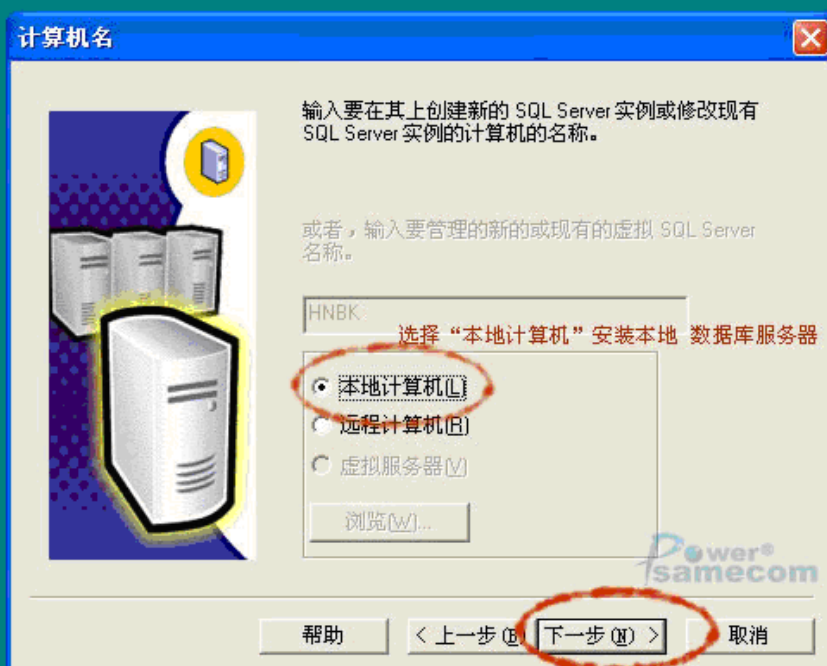 计算机名
输入要在其上创建新的 SQL Server 实例或修改现有
SQL Server 实例的计算机的名称。
或者，输入要管理的新的或现有的虚拟 SQL Server
名称。
HNBK
选择“本地计算机”安装本地 数据库服务器
本地计算机(L)
远程计算机(R)
虚拟服务器(V)
浏览(W)...
Power®
samecom
帮助 < 上一步(B) 下一步(N) > 取消